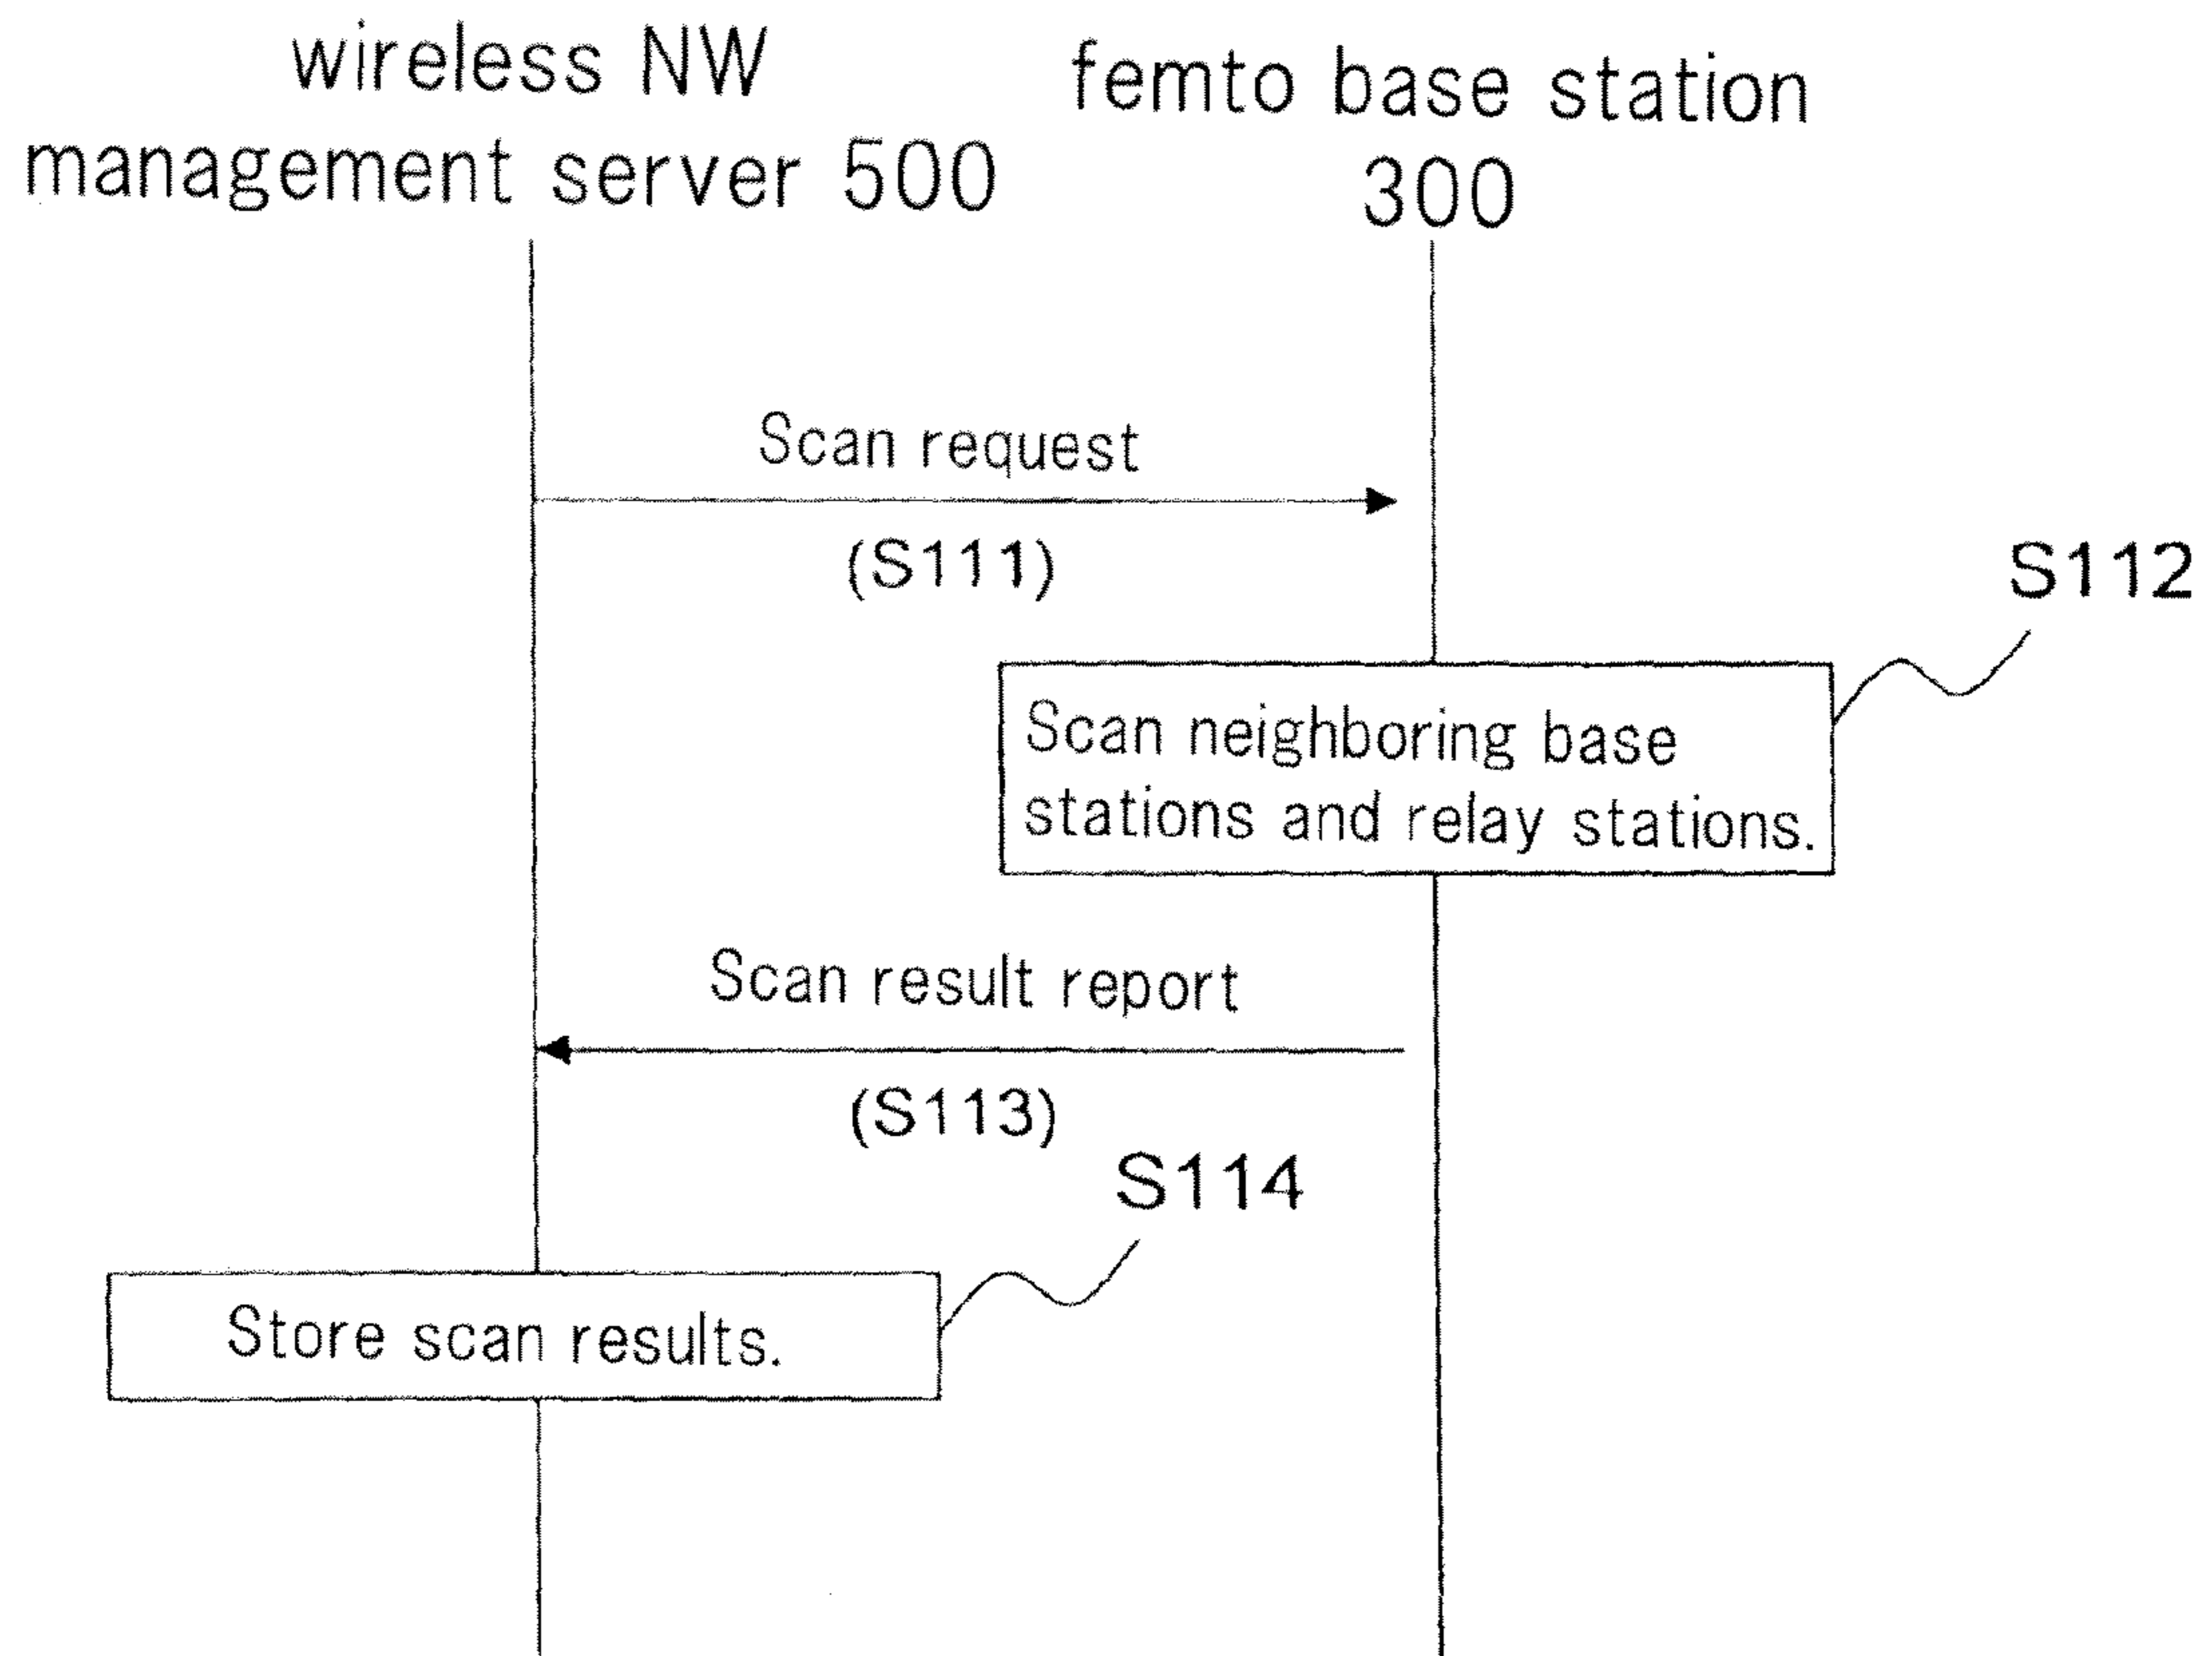 wireless NW
management server 500
femto base station
300
Scan request
(S111)
S112
Scan neighboring base
stations and relay stations.
Scan result report
(S113)
S114
Store scan results.